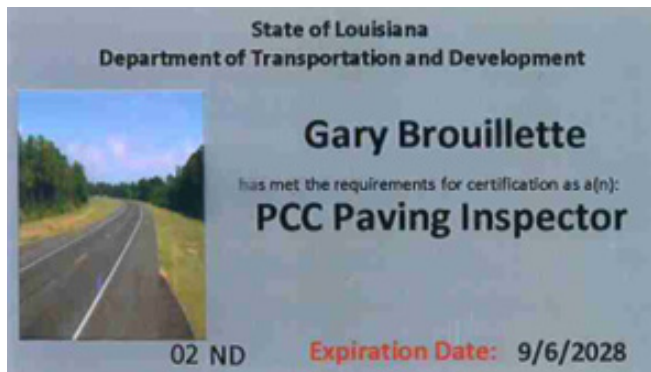 State of Louisiana
Department of Transportation and Development
Gary Brouillette
has met the requirements for certification as a(n):
PCC Paving Inspector
02 ND
Expiration Date: 9/6/2028